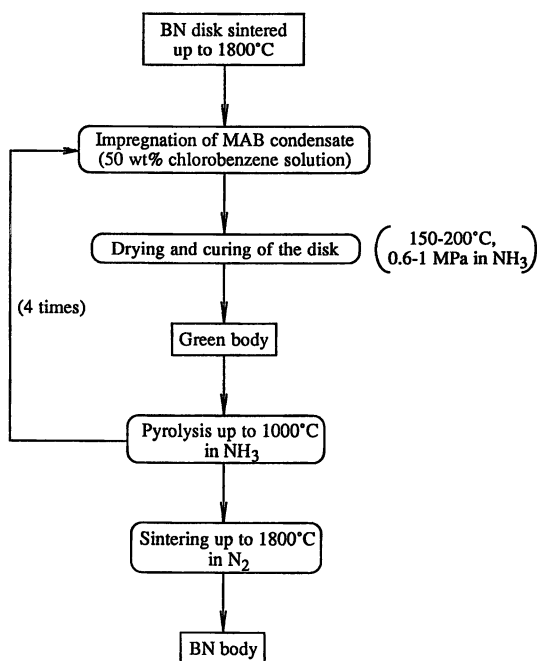 BN disk sintered
up to 1800°C
Impregnation of MAB condensate
(50 wt% chlorobenzene solution)
Drying and curing of the disk
150-200°C,
0.6-1 MPa in NH3
(4 times)
Green body
Pyrolysis up to 1000°C
in NH3
Sintering up to 1800°C
in N2
BN body